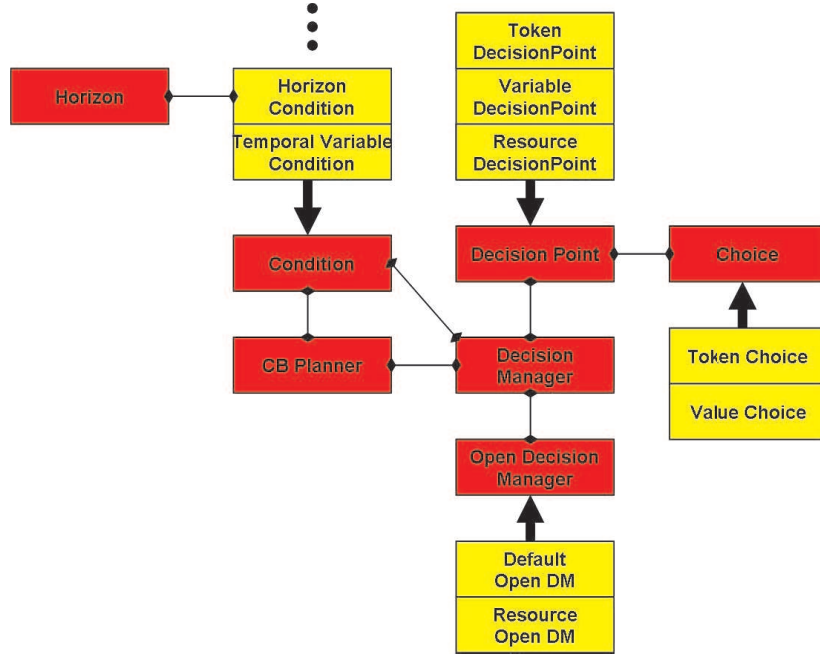 Token
DecisionPoint
Horizon
Horizon
Condition
Variable
DecisionPoint
Temporal Variable
Condition
Resource
DecisionPoint
Condition
Decision Point
Choice
CB Planner
Decision
Manager
Token Choice
Value Choice
Open Decision
Manager
Default
Open DM
Resource
Open DM